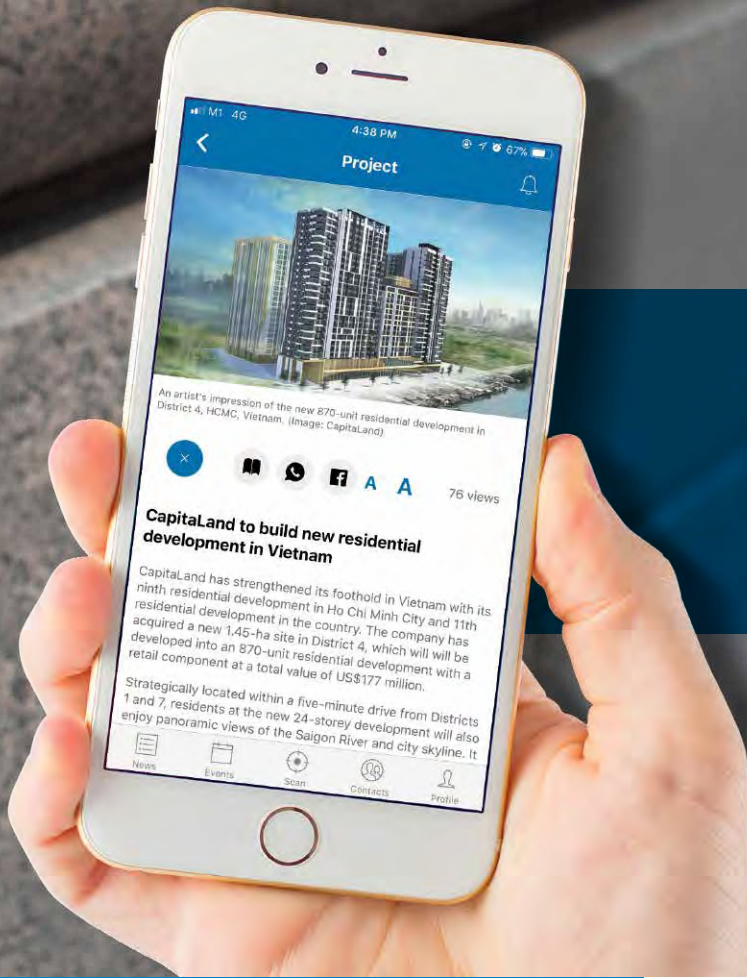 M1 4G
4:38 PM
67%
Project
An artist's impression of the new 870-unit residential development in
District 4, HCMC, Vietnam. (Image: CapitaLand)
A A
76 views
CapitaLand to build new residential
development in Vietnam
CapitaLand has strengthened its foothold in Vietnam with its
ninth residential development in Ho Chi Minh City and 11th
residential development in the country. The company has
acquired a new 1.45-ha site in District 4, which will will be
developed into an 870-unit residential development with a
retail component at a total value of US$177 million.
Strategically located within a five-minute drive from Districts
1 and 7, residents at the new 24-storey development will also
enjoy panoramic views of the Saigon River and city skyline. It
News Events Scan Contacts Profile